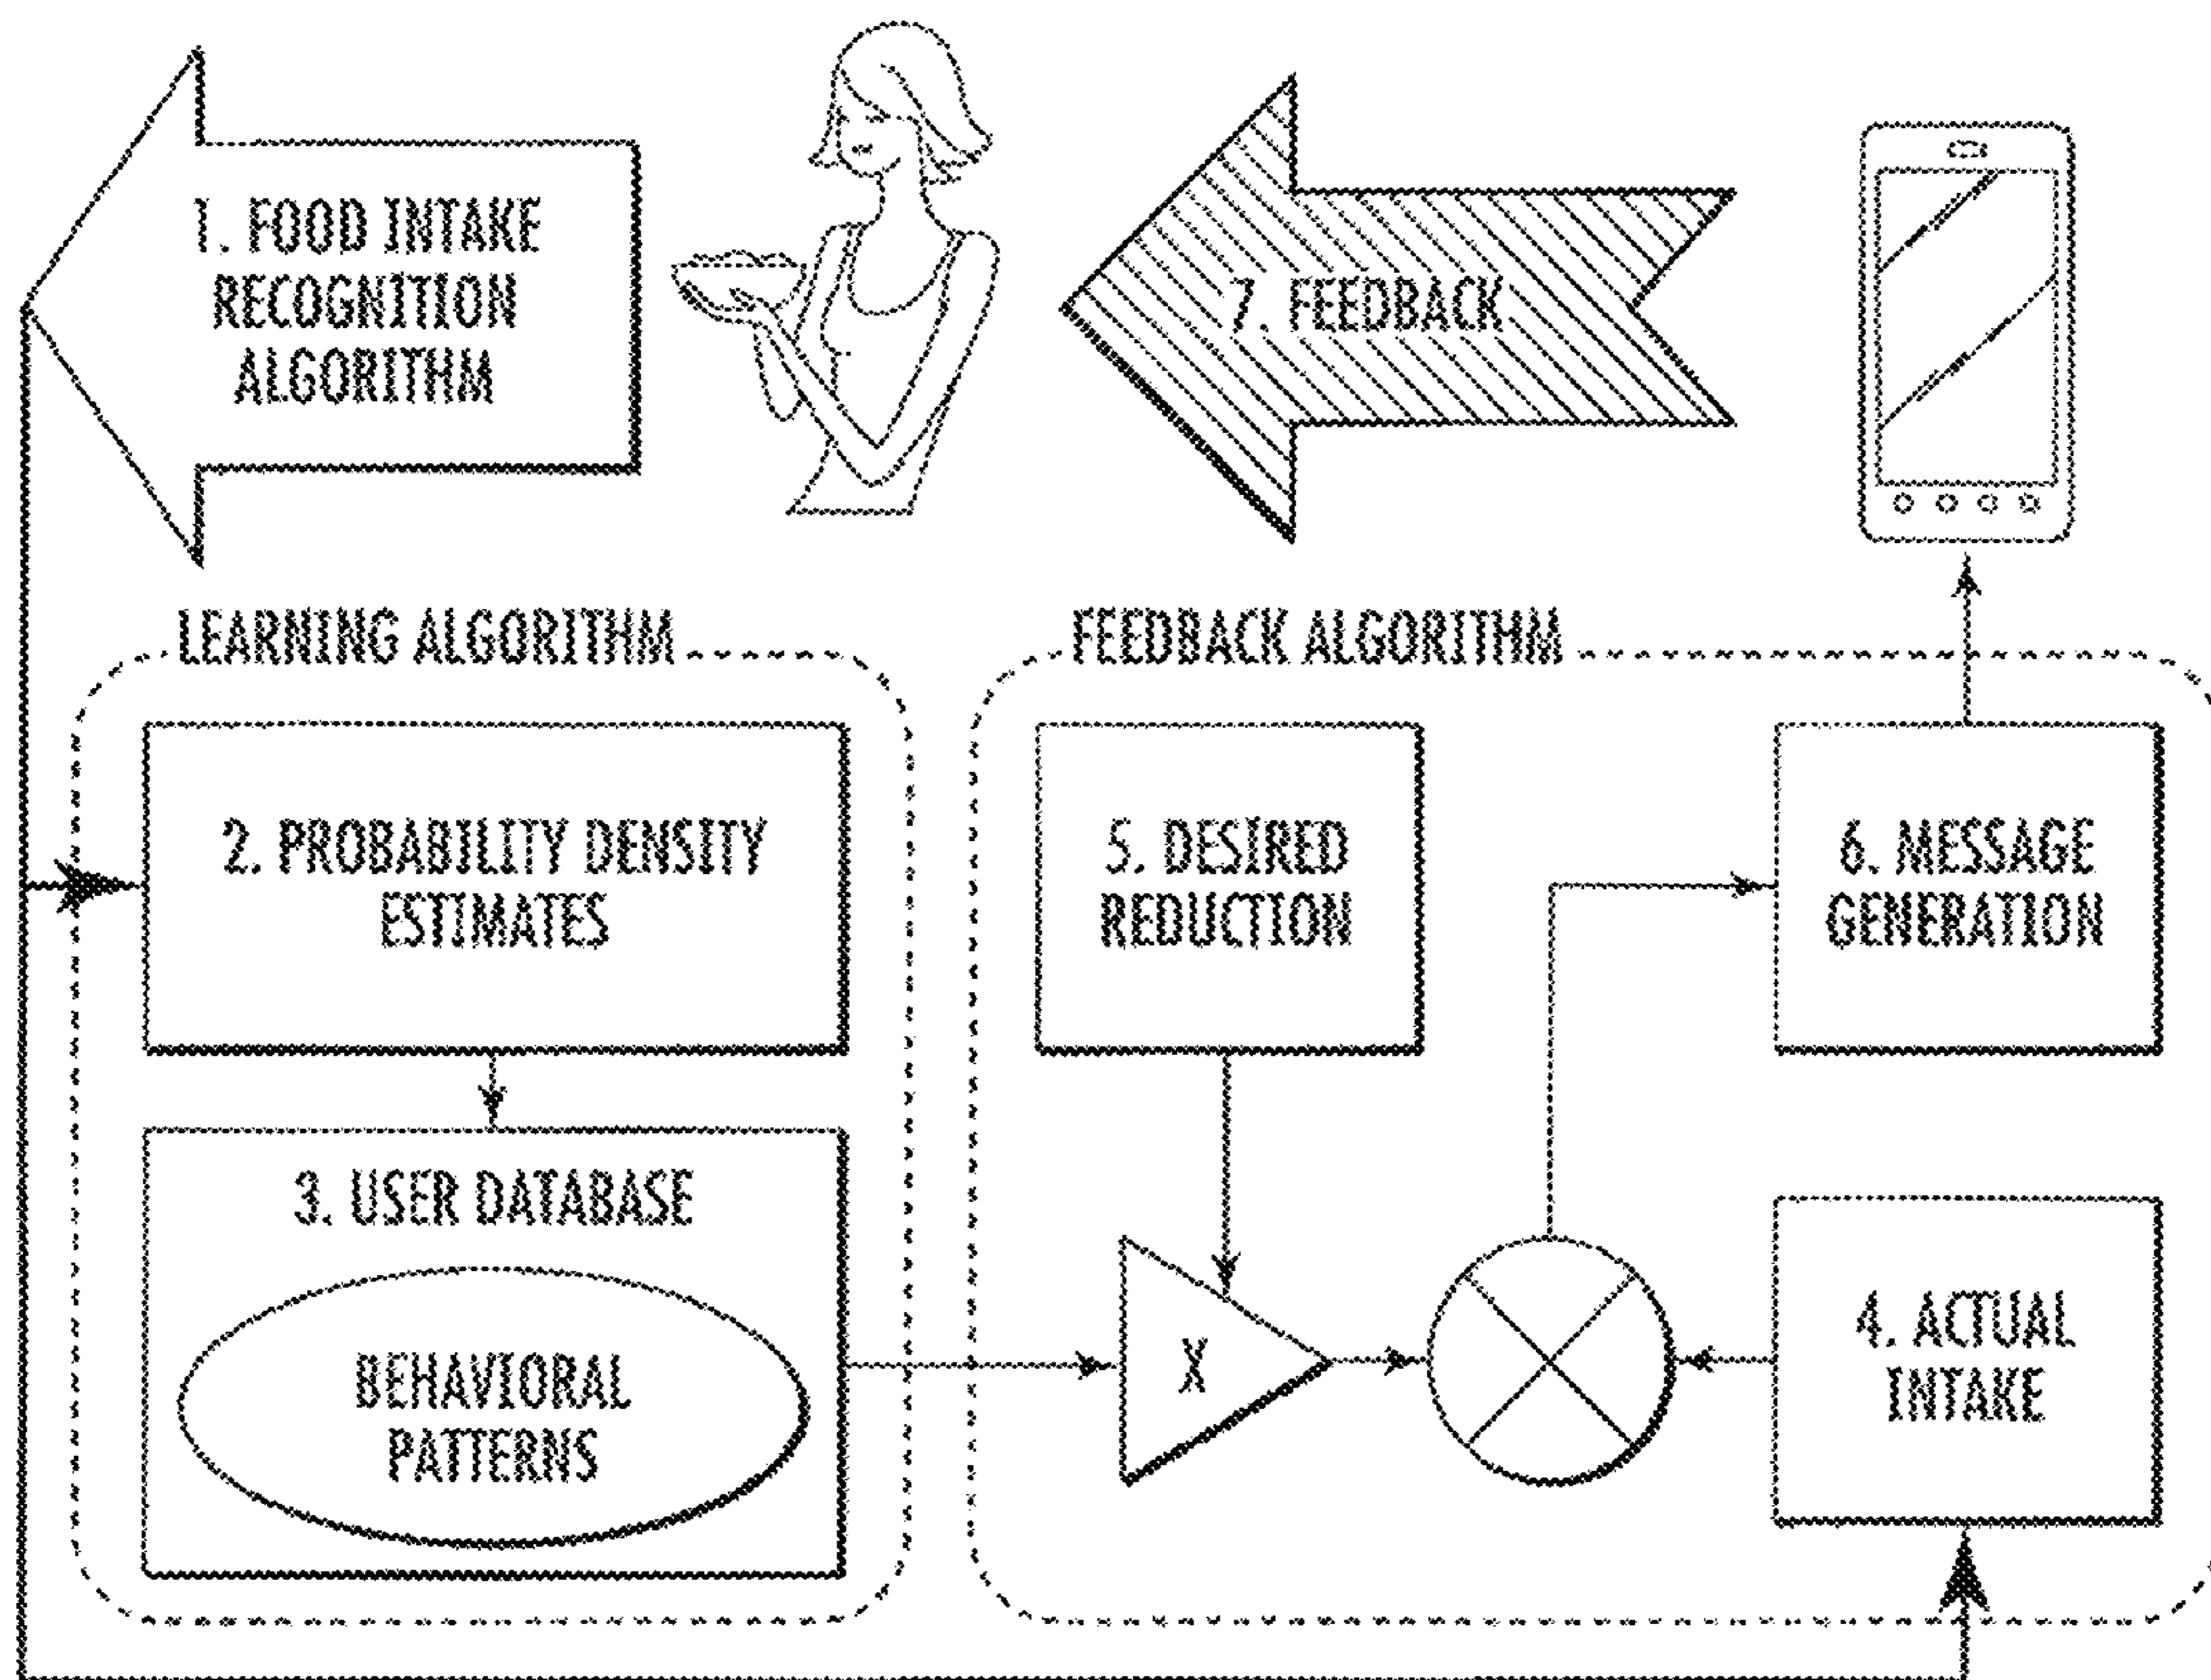 1. FOOD INTAKE
RECOGNITION
ALGORITHM
7. FEEDBACK
LEARNING ALGORITHM
2. PROBABILITY DENSITY
ESTIMATES
3. USER DATABASE
BEHAVIORAL
PATTERNS
FEEDBACK ALGORITHM
5. DESIRED
REDUCTION
6. MESSAGE
GENERATION
X
4. ACTUAL
INTAKE